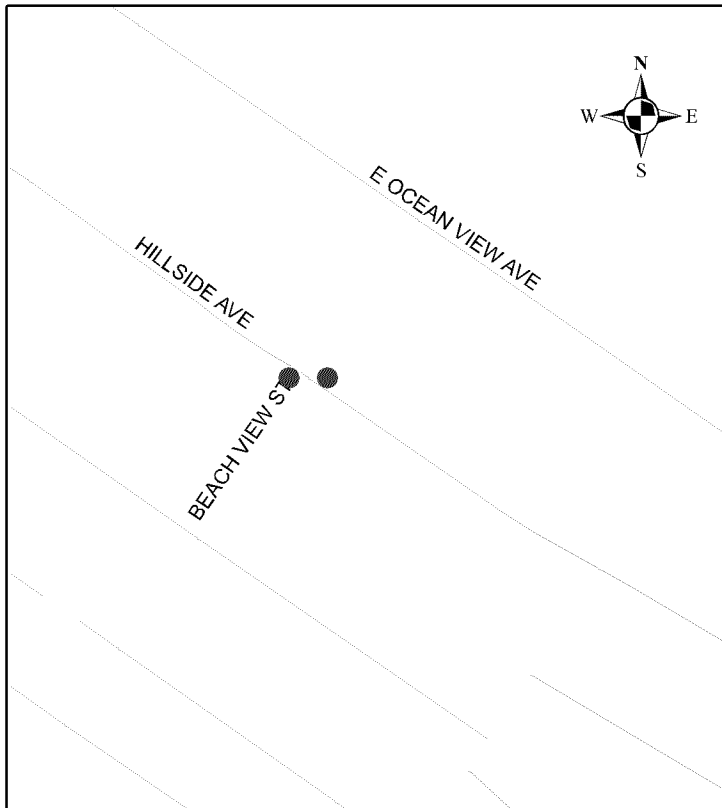 N
W E
S
E OCEAN VIEW AVE
HILLSIDE AVE
BEACH VIEW ST